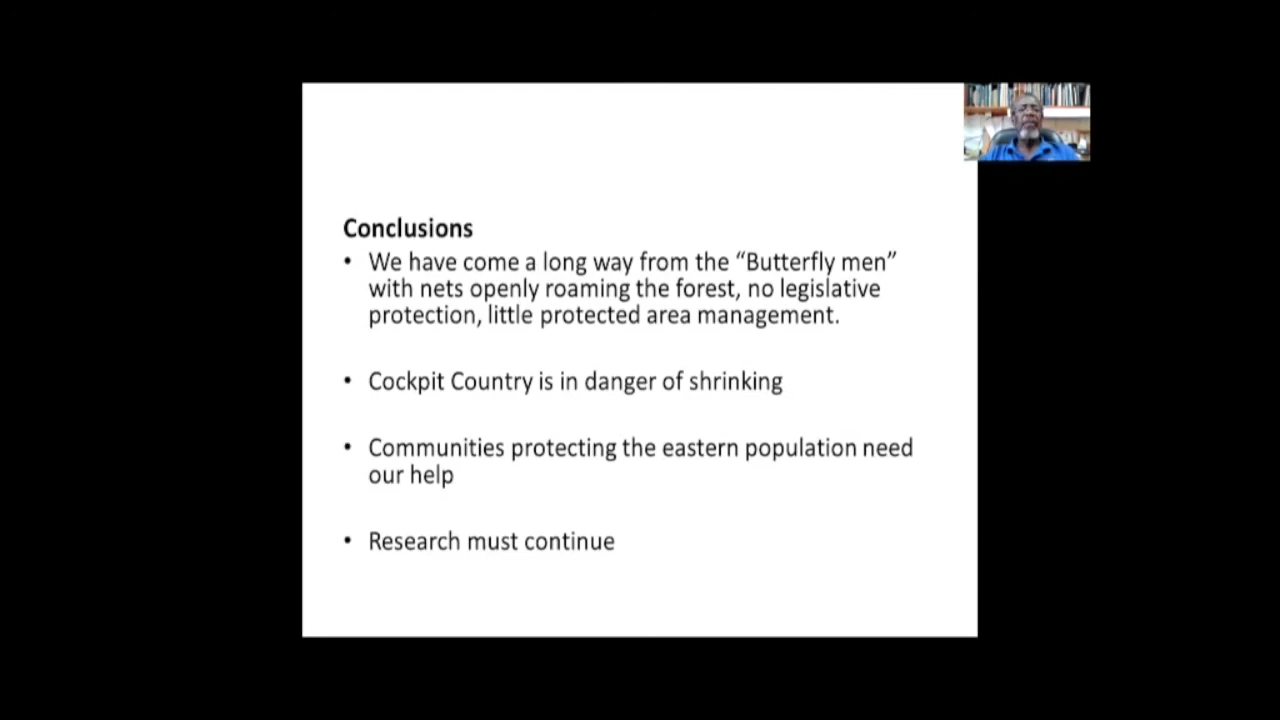 Conclusions
• We have come a long way from the “Butterfly men”
with nets openly roaming the forest, no legislative
protection, little protected area management.
• Cockpit Country is in danger of shrinking
• Communities protecting the eastern population need
our help
• Research must continue